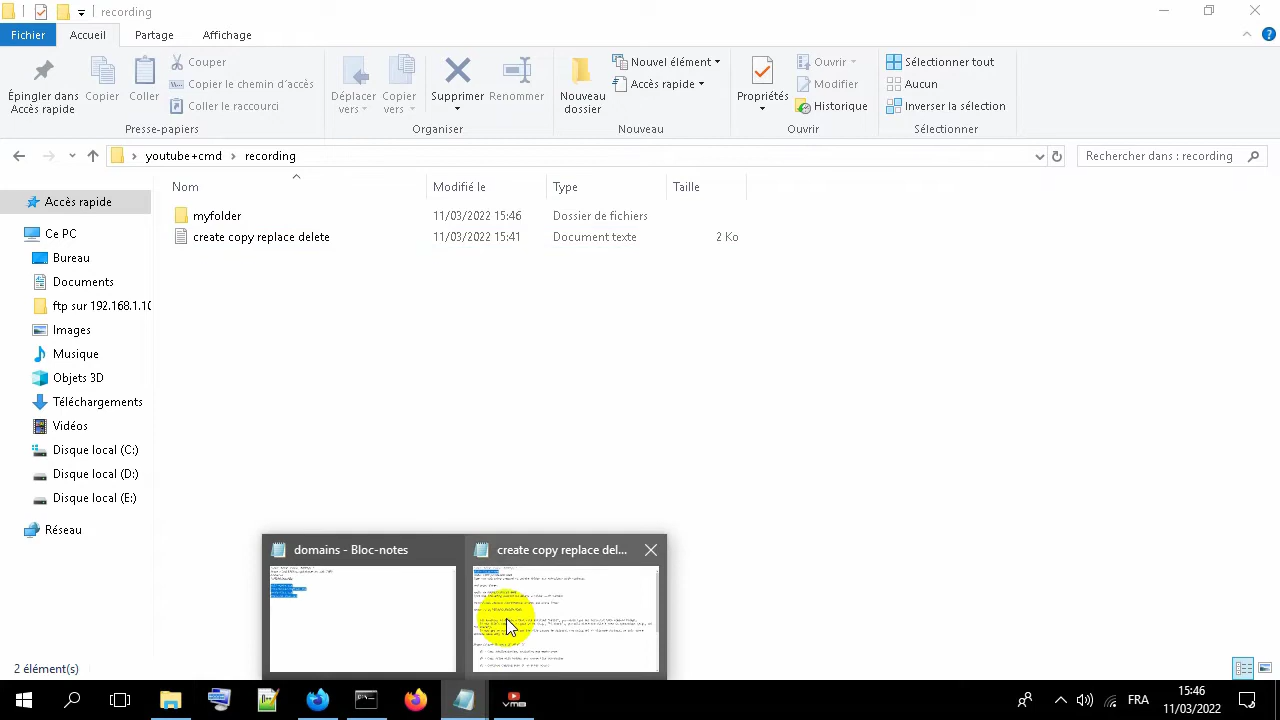 recording
Fichier
Accueil
Partage
Affichage
Épingler dans
Accès rapide
Copier
Coller
Couper
Copier le chemin d'accès
Coller le raccourci
Presse-papiers
Déplacer
vers
Copier
vers
Supprimer
Renommer
Organiser
Nouveau
dossier
Nouvel élément
Accès rapide
Nouveau
Propriétés
Ouvrir
Modifier
Historique
Ouvrir
Sélectionner tout
Aucun
Inverser la sélection
Sélectionner
youtube+cmd
recording
Rechercher dans : recording
Nom
Modifié le
Type
Taille
myfolder
11/03/2022 15:46
Dossier de fichiers
create copy replace delete
11/03/2022 15:41
Document texte
2 Ko
Accès rapide
Ce PC
Bureau
Documents
ftp sur 192.168.1.10
Images
Musique
Objets 3D
Téléchargements
Vidéos
Disque local (C:)
Disque local (D:)
Disque local (E:)
Réseau
domains - Bloc-notes
create copy replace del...
2 élément(s)
FRA
15:46
11/03/2022